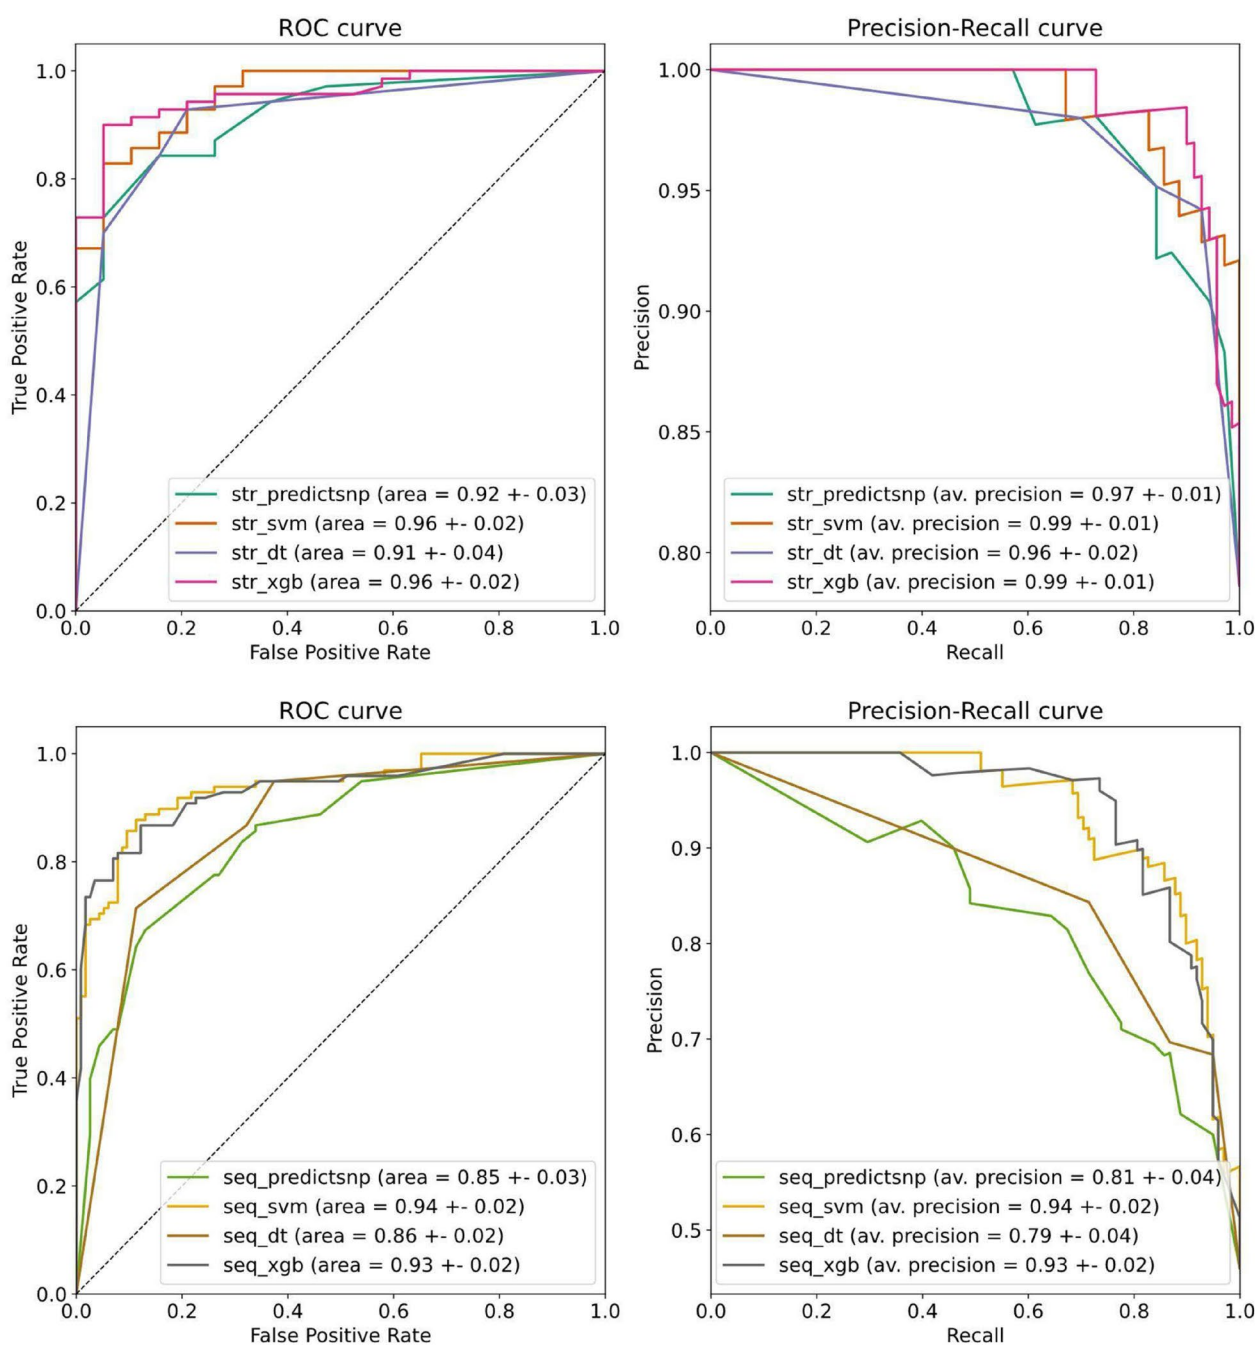 ROC curve
1.0
0.8
0.6
0.4
0.2
0.0
True Positive Rate
str_predictsnp (area = 0.92 +- 0.03)
str_svm (area = 0.96 +- 0.02)
str_dt (area = 0.91 +- 0.04)
str_xgb (area = 0.96 +- 0.02)
0.0 0.2 0.4 0.6 0.8 1.0
False Positive Rate
Precision-Recall curve
1.00
0.95
0.90
0.85
0.80
Precision
str_predictsnp (av. precision = 0.97 +- 0.01)
str_svm (av. precision = 0.99 +- 0.01)
str_dt (av. precision = 0.96 +- 0.02)
str_xgb (av. precision = 0.99 +- 0.01)
0.0 0.2 0.4 0.6 0.8 1.0
Recall
ROC curve
1.0
0.8
0.6
0.4
0.2
0.0
True Positive Rate
seq_predictsnp (area = 0.85 +- 0.03)
seq_svm (area = 0.94 +- 0.02)
seq_dt (area = 0.86 +- 0.02)
seq_xgb (area = 0.93 +- 0.02)
0.0 0.2 0.4 0.6 0.8 1.0
False Positive Rate
Precision-Recall curve
1.0
0.9
0.8
0.7
0.6
0.5
Precision
seq_predictsnp (av. precision = 0.81 +- 0.04)
seq_svm (av. precision = 0.94 +- 0.02)
seq_dt (av. precision = 0.79 +- 0.04)
seq_xgb (av. precision = 0.93 +- 0.02)
0.0 0.2 0.4 0.6 0.8 1.0
Recall